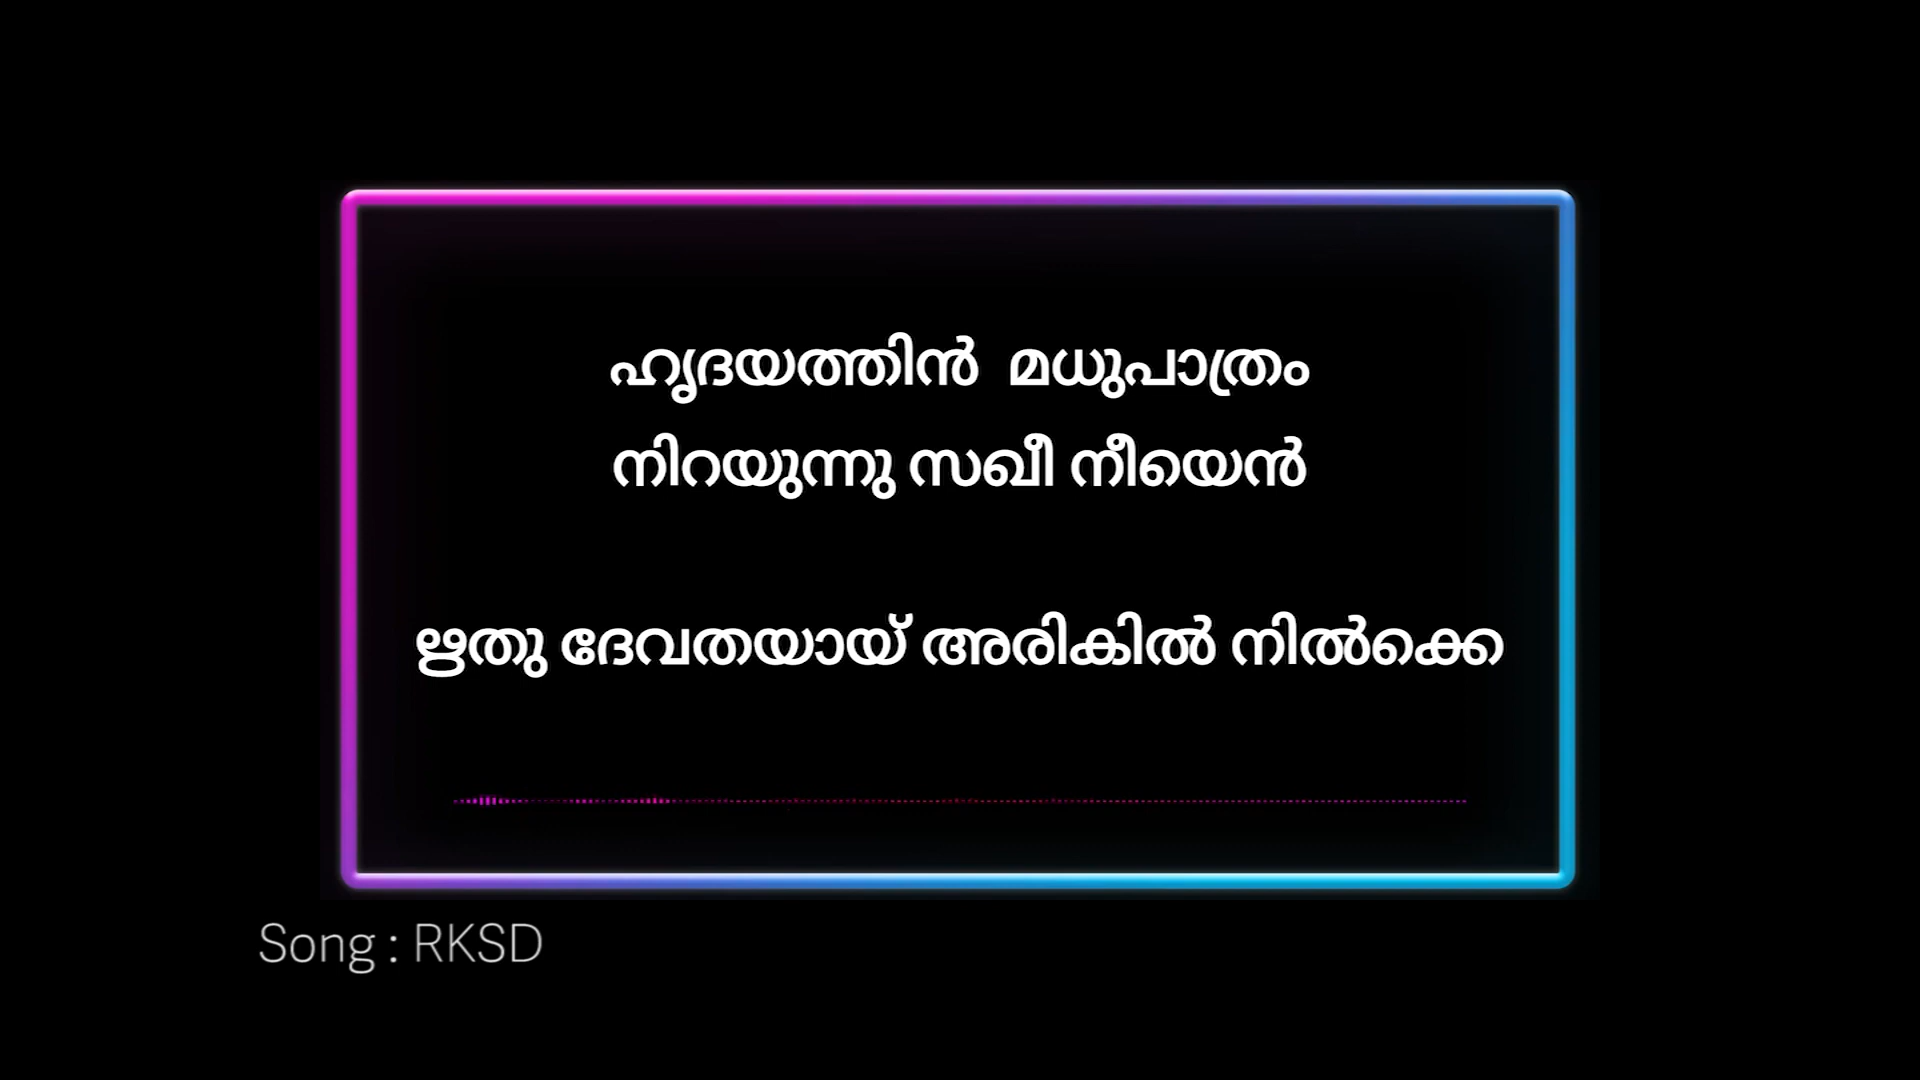 ഹൃദയത്തിൻ മധുപാത്രം
നിറയുന്നു സഖീ നീയെൻ
ഋതു ദേവതയായ് അരികിൽ നിൽക്കെ
Song : RKSD